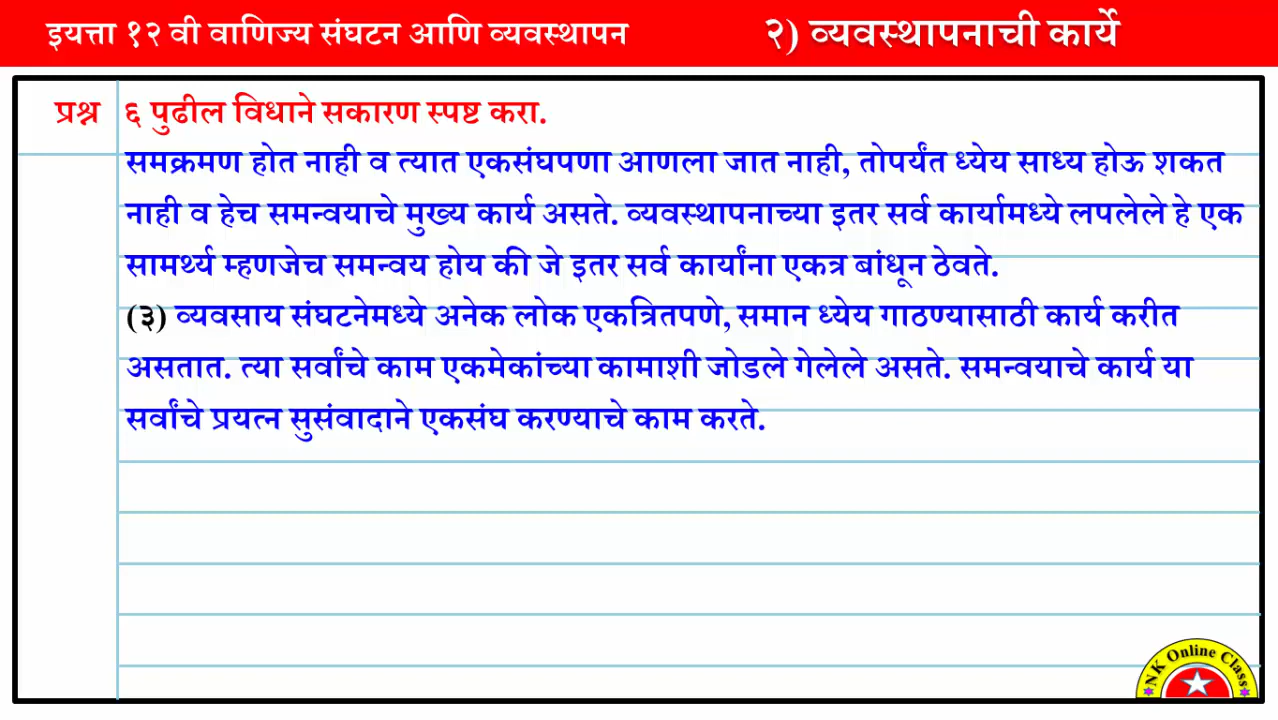 इयत्ता १२ वी वाणिज्य संघटन आणि व्यवस्थापन २) व्यवस्थापनाची कार्ये
प्रश्न ६ पुढील विधाने सकारण स्पष्ट करा.
समक्रमण होत नाही व त्यात एकसंघपणा आणला जात नाही, तोपर्यंत ध्येय साध्य होऊ शकत
नाही व हेच समन्वयाचे मुख्य कार्य असते. व्यवस्थापनाच्या इतर सर्व कार्यामध्ये लपलेले हे एक
सामर्थ्य म्हणजेच समन्वय होय की जे इतर सर्व कार्यांना एकत्र बांधून ठेवते.
(३) व्यवसाय संघटनेमध्ये अनेक लोक एकत्रितपणे, समान ध्येय गाठण्यासाठी कार्य करीत
असतात. त्या सर्वांचे काम एकमेकांच्या कामाशी जोडले गेलेले असते. समन्वयाचे कार्य या
सर्वांचे प्रयत्न सुसंवादाने एकसंघ करण्याचे काम करते.
NK Online Class